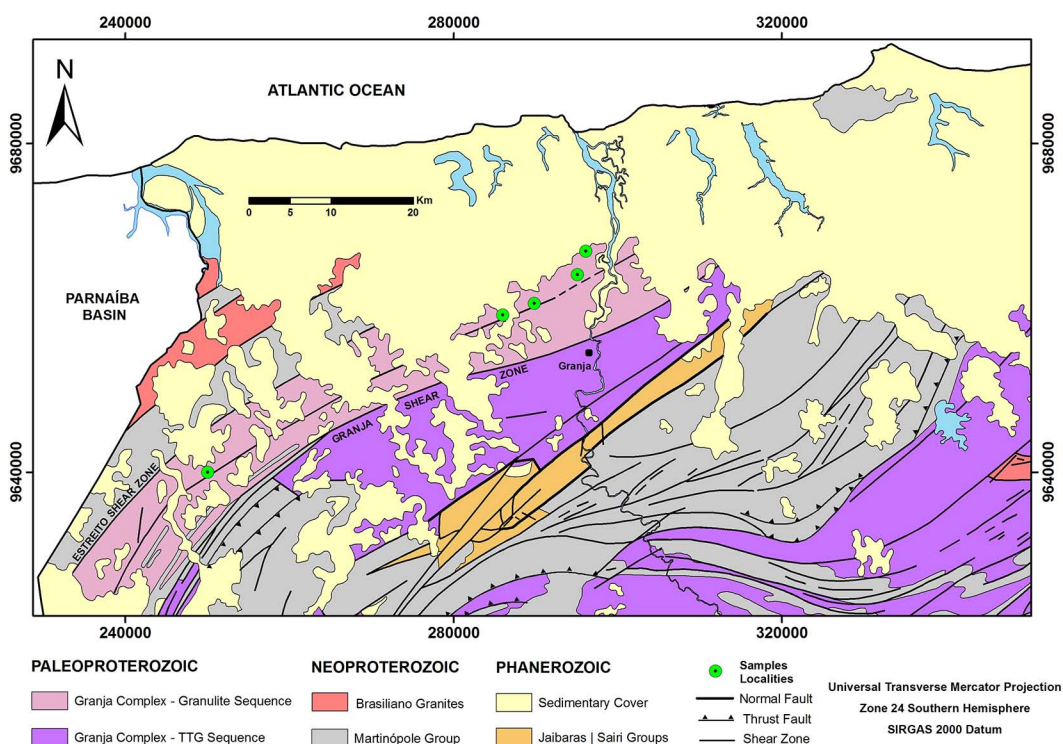 240000
280000
320000
N
ATLANTIC OCEAN
9680000
9680000
0 5 10 20 Km
PARNAÍBA
BASIN
Granja
ZONE
SHEAR
GRANJA
ESTREITO SHEAR ZONE
9640000
9640000
240000
280000
320000
PALEOPROTEROZOIC
Granja Complex - Granulite Sequence
Granja Complex - TTG Sequence
NEOPROTEROZOIC
Brasiliano Granites
Martinópole Group
PHANEROZOIC
Sedimentary Cover
Jaibaras | Sairi Groups
Samples
Localities
Normal Fault
Thrust Fault
Shear Zone
Universal Transverse Mercator Projection
Zone 24 Southern Hemisphere
SIRGAS 2000 Datum